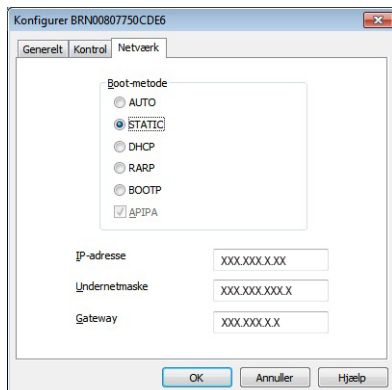 Konfigurer BRN00807750CDE6
Generelt Kontrol Netværk
Boot-metode
AUTO
STATIC
DHCP
RARP
BOOTP
APIPA
IP-adresse XXX.XXX.X.XX
Undernetmaske XXX.XXX.XXX.X
Gateway XXX.XXX.X.X
OK Annuller Hjælp